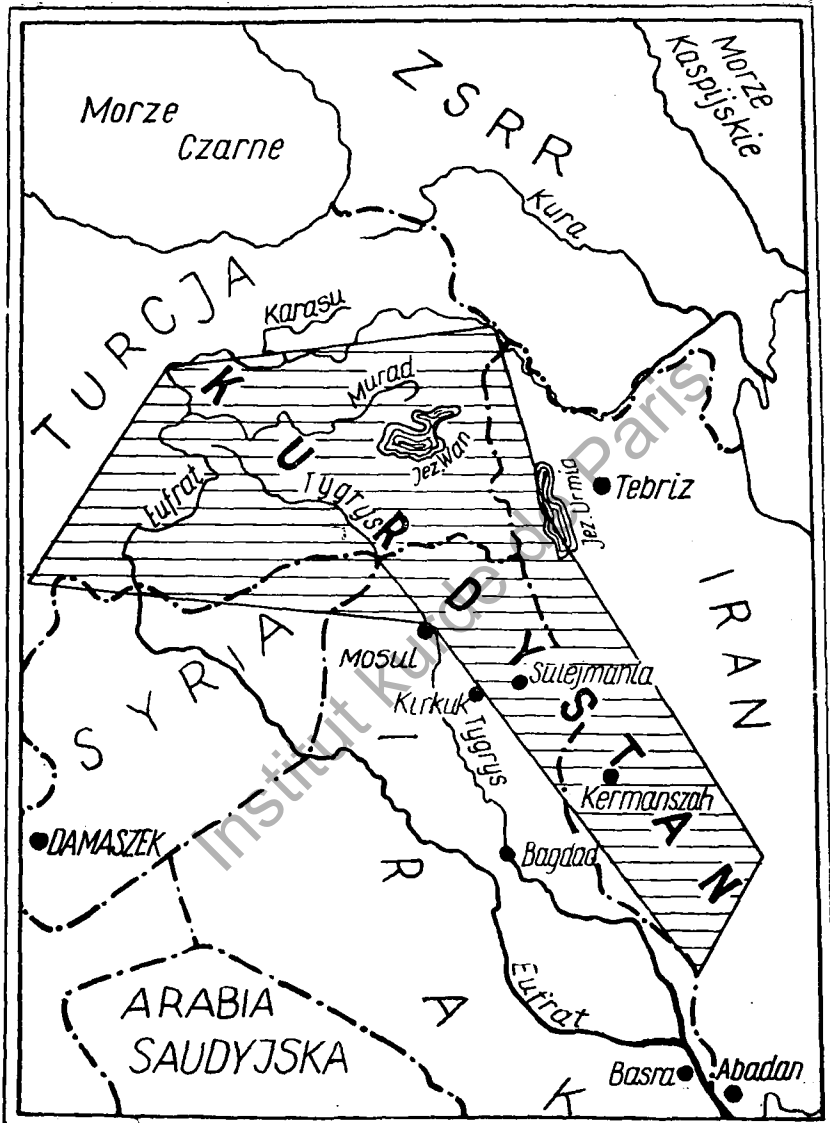 Morze
Czarne
ZSRR
Morze
Kaspijskie
Kura
TURCJA
Karasu
KURDYSTAN
Murad
Jez. Wan
Eufrat
Tygrys
Jez. Urmia
Tebriz
IRAN
SYRIA
Mosul
Sulejmania
Kirkuk
Tygrys
Kermanszah
DAMASZEK
Bagdad
IRAK
Eufrat
ARABIA
SAUDYJSKA
Basra
Abadan
Institut kurde de Paris